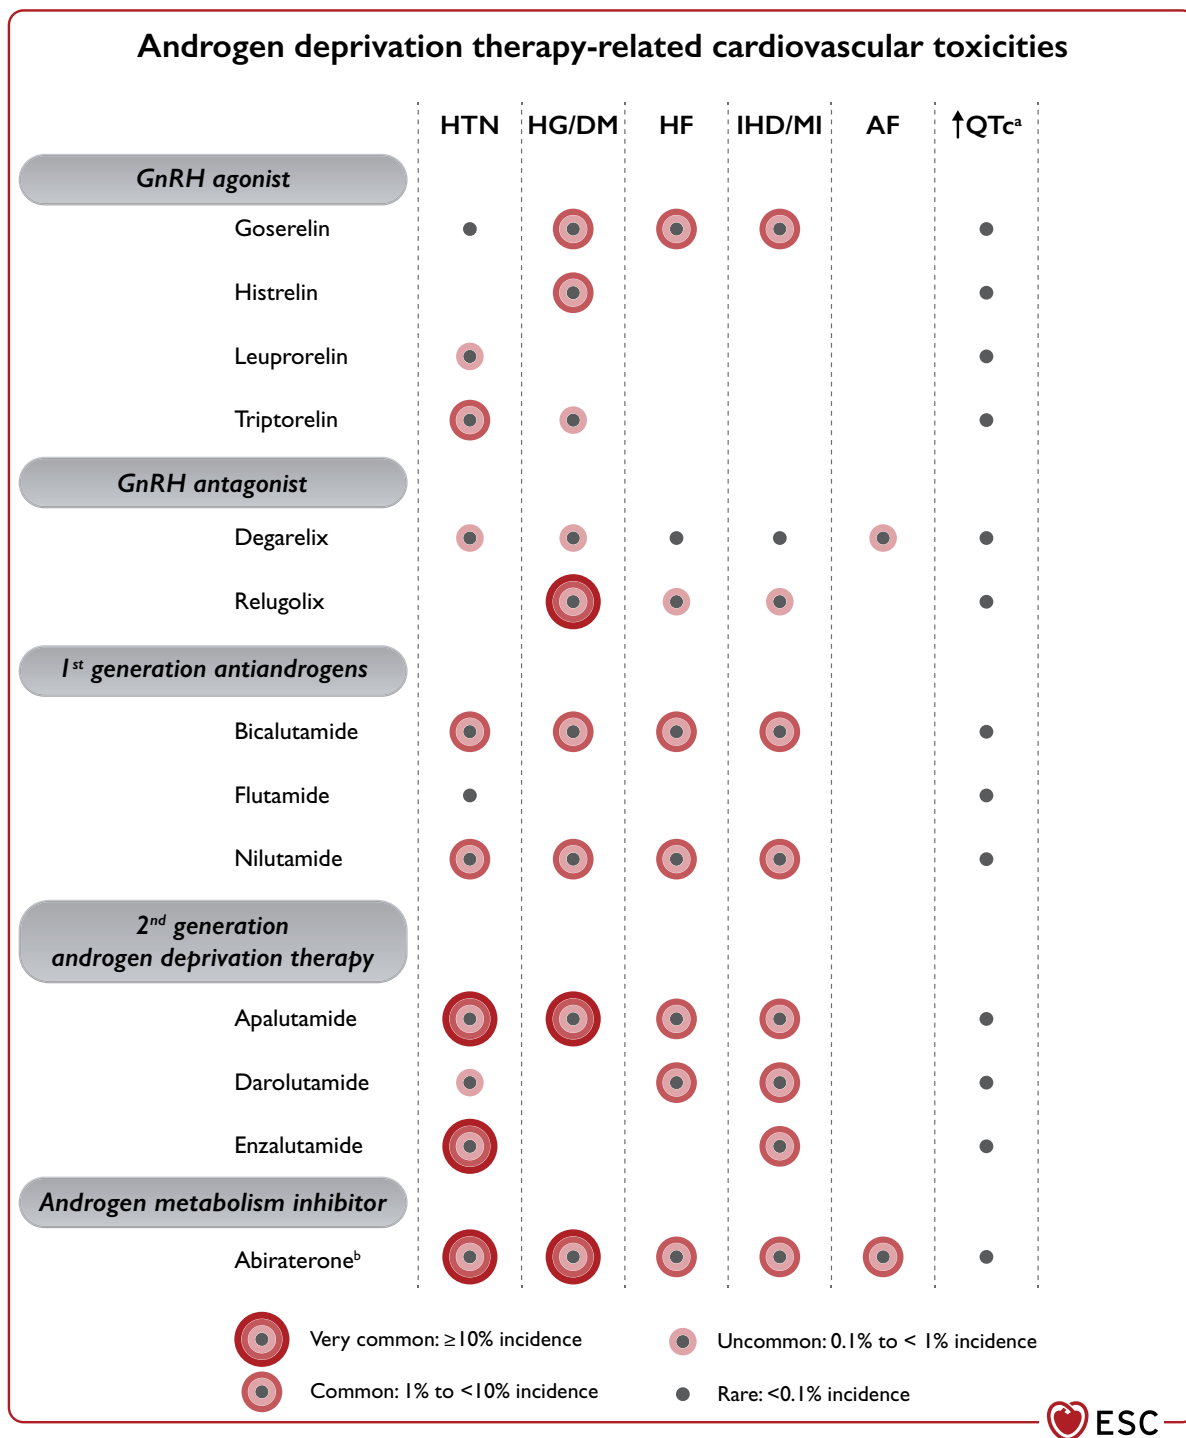 Androgen deprivation therapy-related cardiovascular toxicities
HTN HG/DM HF IHD/MI AF ↑QTcᵃ
GnRH agonist
Goserelin
Histrelin
Leuprorelin
Triptorelin
GnRH antagonist
Degarelix
Relugolix
1st generation antiandrogens
Bicalutamide
Flutamide
Nilutamide
2nd generation
androgen deprivation therapy
Apalutamide
Darolutamide
Enzalutamide
Androgen metabolism inhibitor
Abirateroneᵇ
Very common: ≥10% incidence
Uncommon: 0.1% to < 1% incidence
Common: 1% to <10% incidence
Rare: <0.1% incidence
ESC